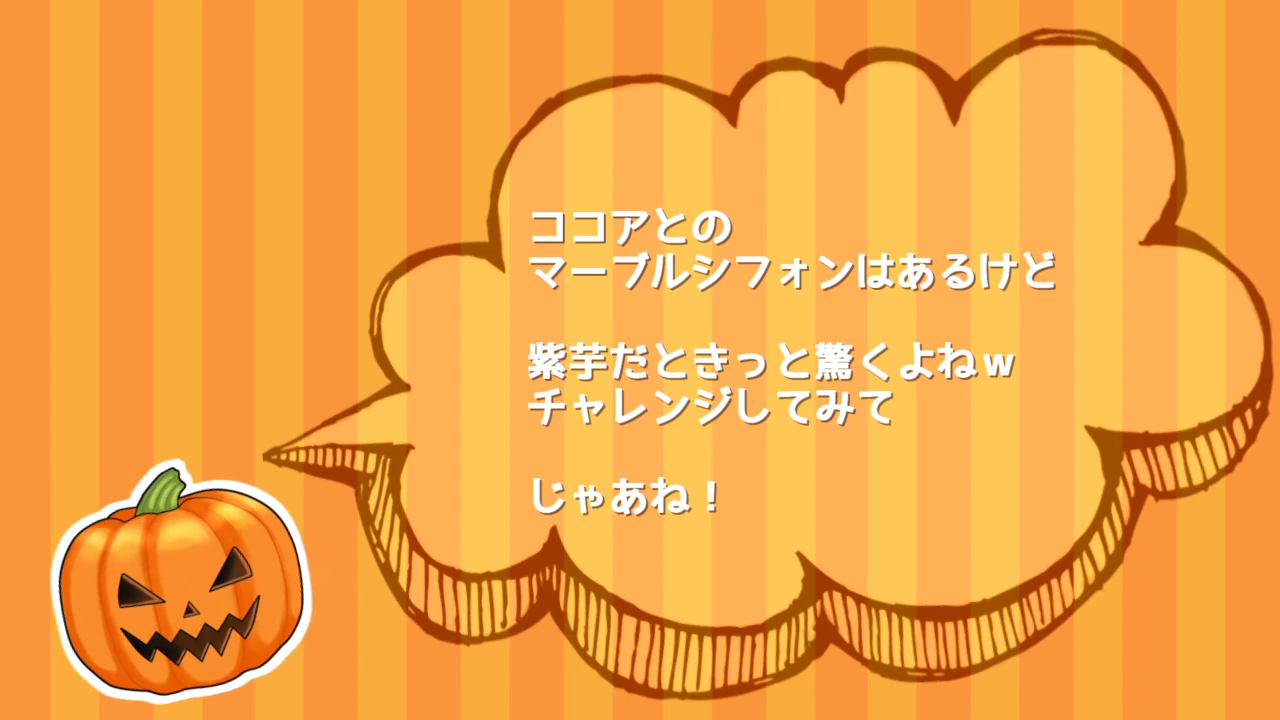 ココアとの
マーブルシフォンはあるけど
紫芋だときっと驚くよねｗ
チャレンジしてみて
じゃあね！